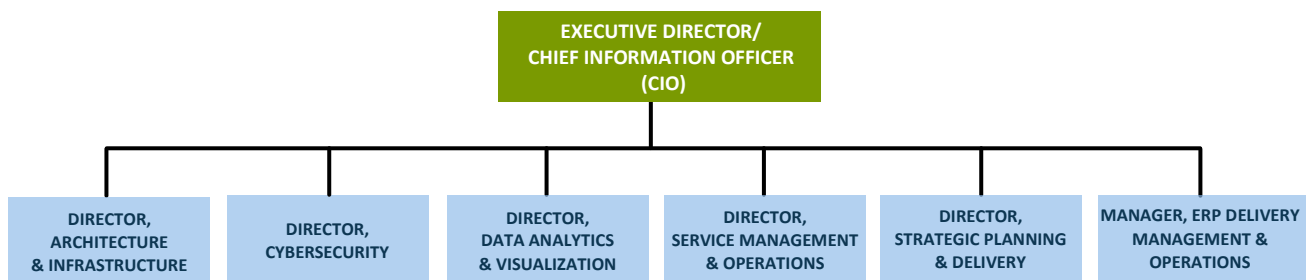 EXECUTIVE DIRECTOR/
CHIEF INFORMATION OFFICER
(CIO)
DIRECTOR,
ARCHITECTURE
& INFRASTRUCTURE
DIRECTOR,
CYBERSECURITY
DIRECTOR,
DATA ANALYTICS
& VISUALIZATION
DIRECTOR,
SERVICE MANAGEMENT
& OPERATIONS
DIRECTOR,
STRATEGIC PLANNING
& DELIVERY
MANAGER, ERP DELIVERY
MANAGEMENT &
OPERATIONS